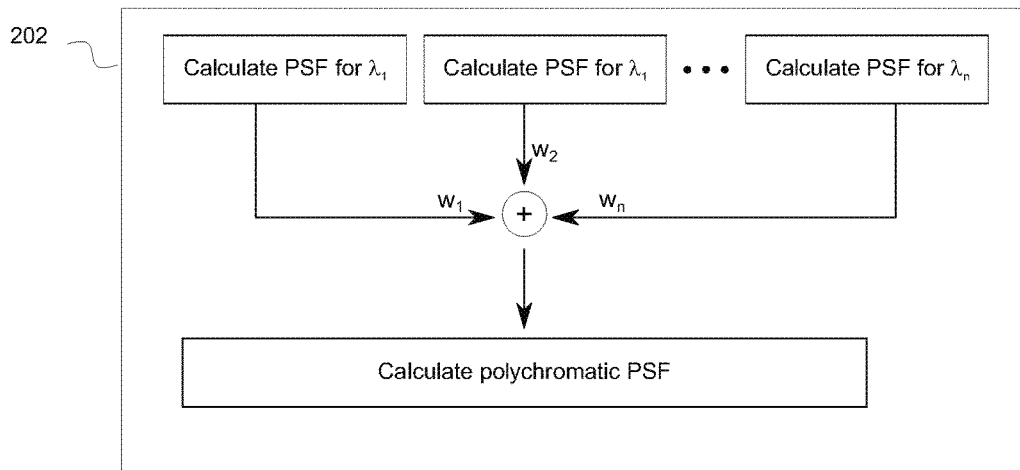 202
Calculate PSF for λ₁
Calculate PSF for λ₁
Calculate PSF for λₙ
w₂
w₁
+
wₙ
Calculate polychromatic PSF